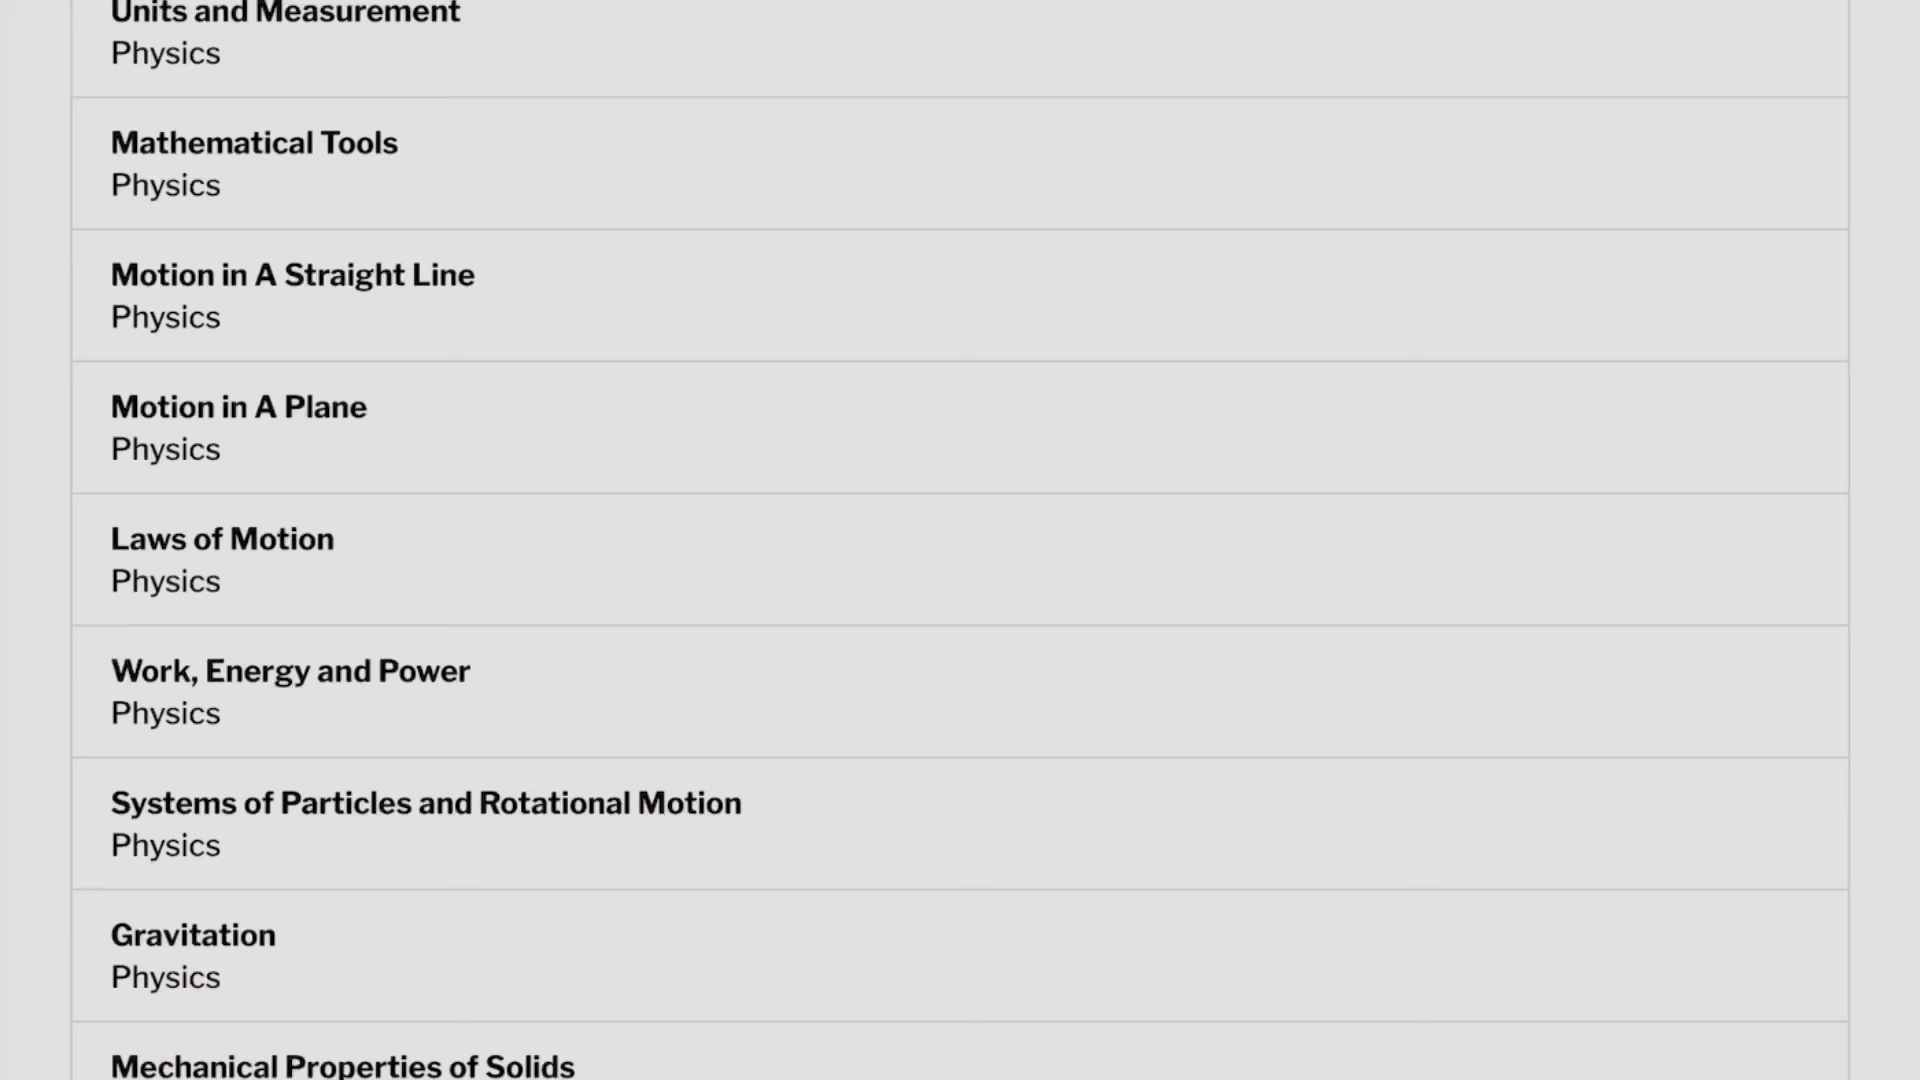 Units and Measurement
Physics
Mathematical Tools
Physics
Motion in A Straight Line
Physics
Motion in A Plane
Physics
Laws of Motion
Physics
Work, Energy and Power
Physics
Systems of Particles and Rotational Motion
Physics
Gravitation
Physics
Mechanical Properties of Solids